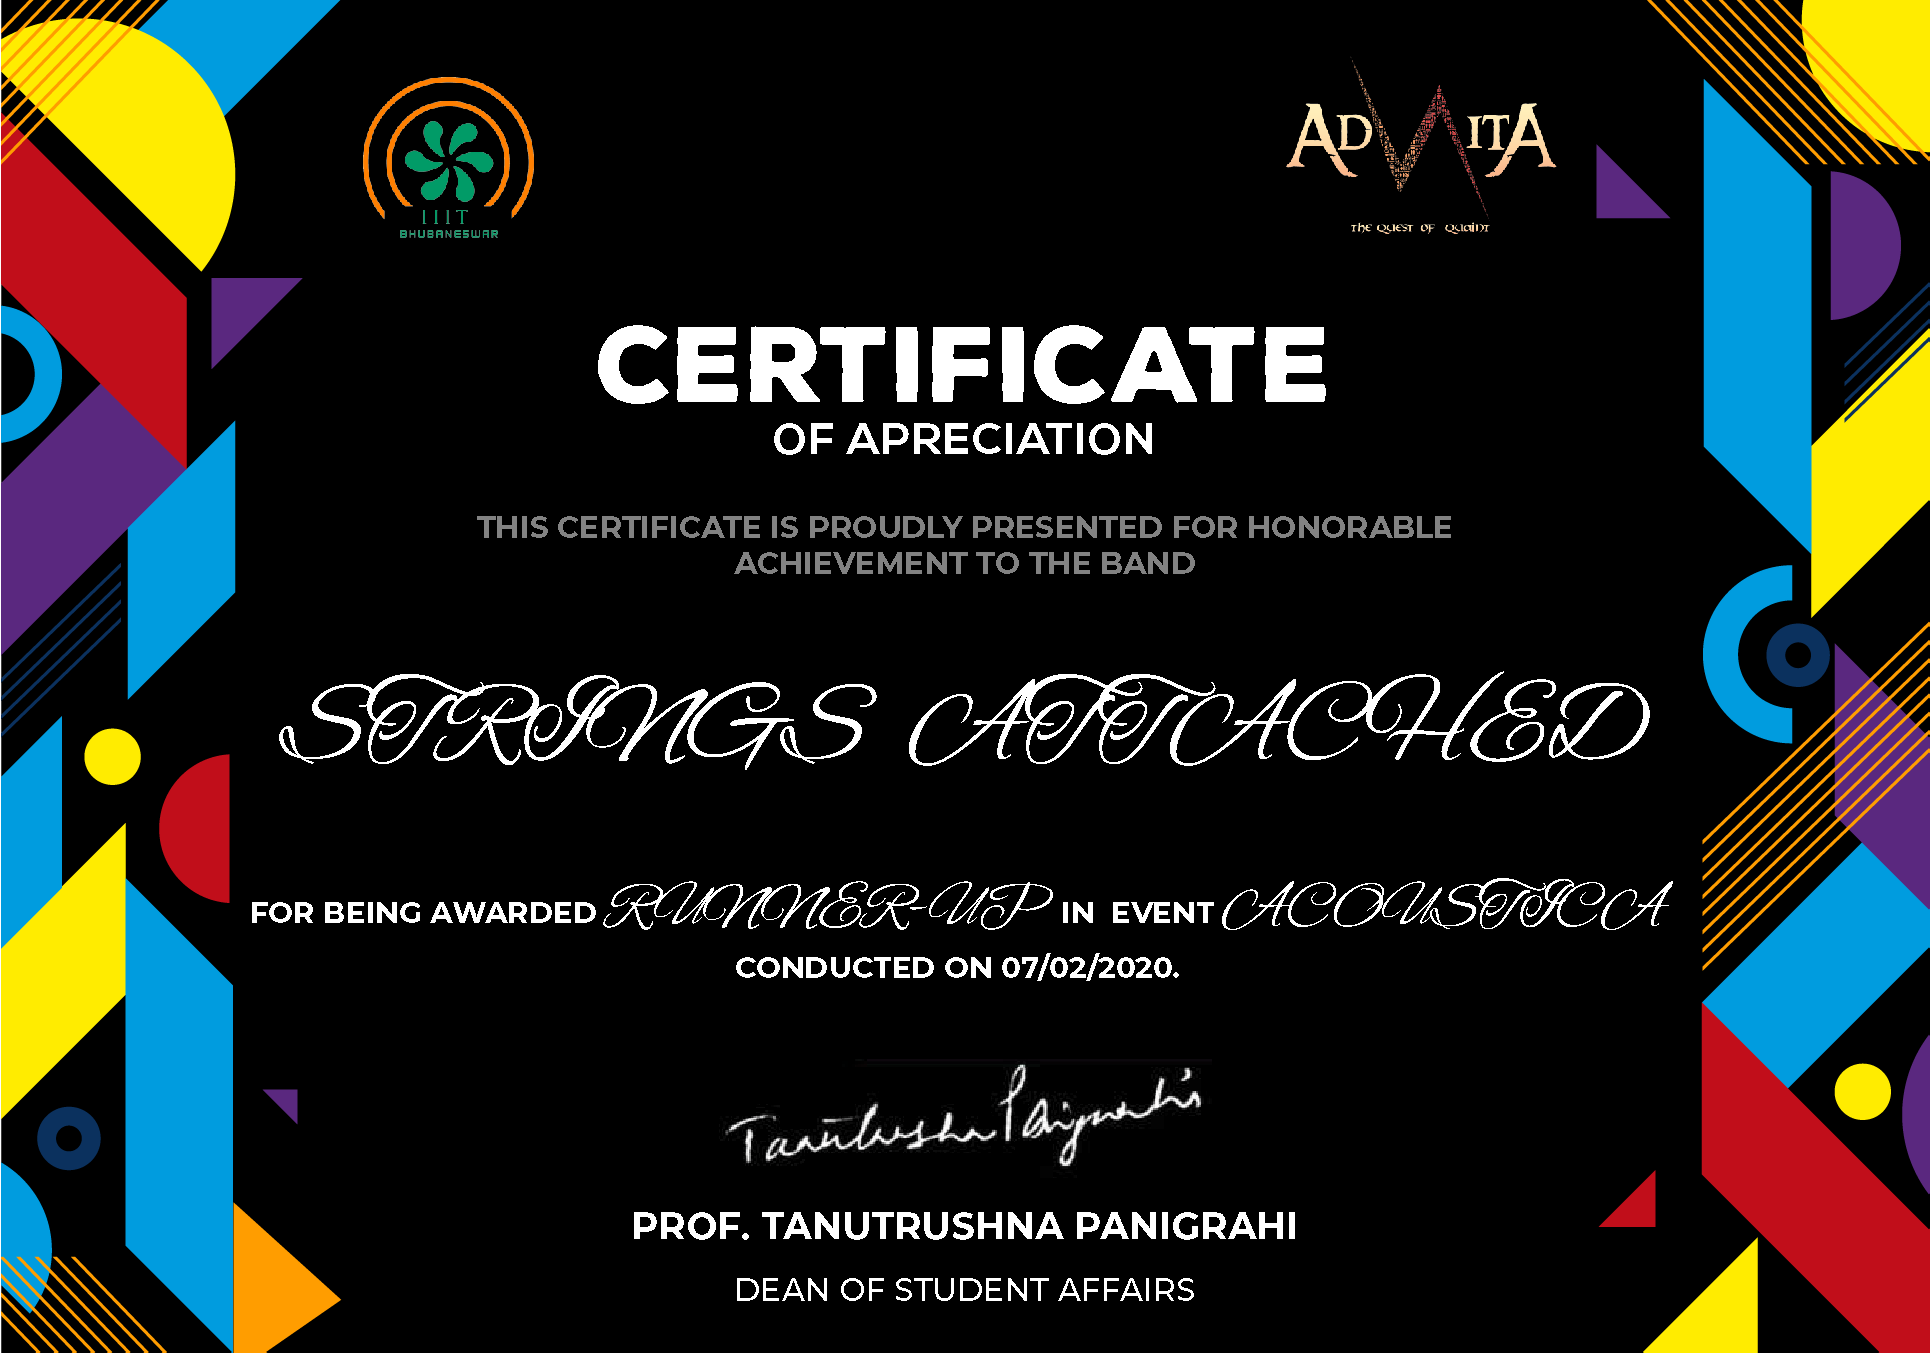 IIIT
BHUBANESWAR
ADVITA
THE QUEST OF QUAINT
CERTIFICATE
OF APRECIATION
THIS CERTIFICATE IS PROUDLY PRESENTED FOR HONORABLE
ACHIEVEMENT TO THE BAND
STRINGS ATTACHED
FOR BEING AWARDED RUNNER-UP IN EVENT ACOUSTICA
CONDUCTED ON 07/02/2020.
Tanutrushna Panigrahi
PROF. TANUTRUSHNA PANIGRAHI
DEAN OF STUDENT AFFAIRS